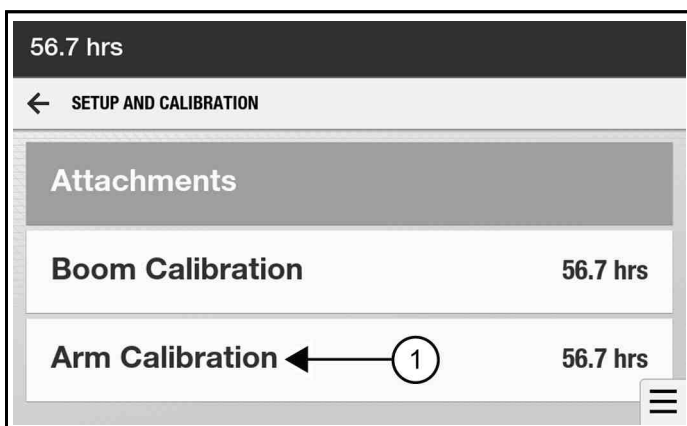 56.7 hrs
SETUP AND CALIBRATION
Attachments
Boom Calibration 56.7 hrs
Arm Calibration 1 56.7 hrs